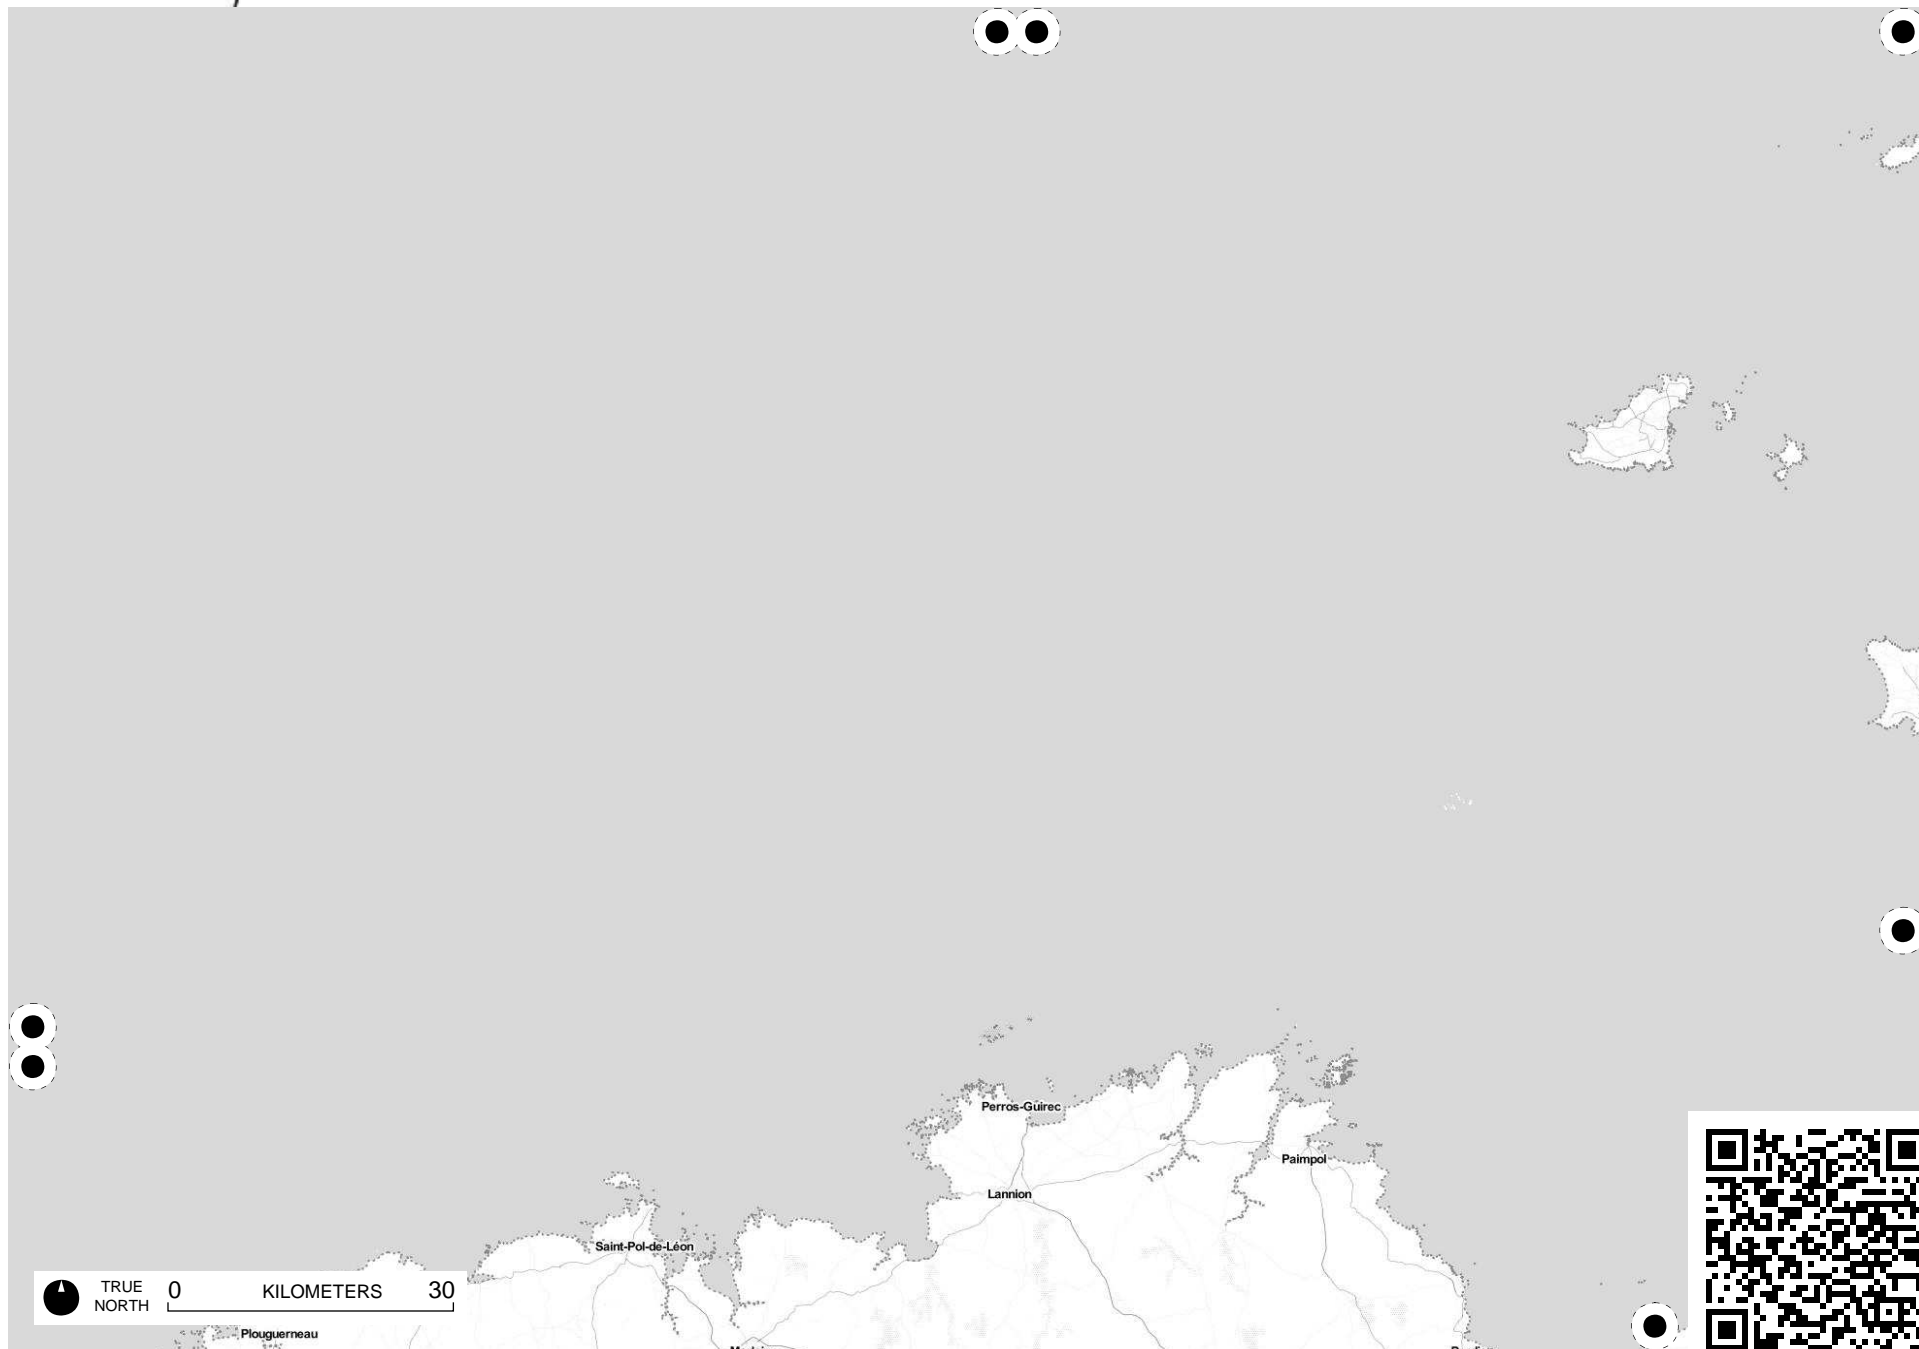 Perros-Guirec
Paimpol
Lannion
Saint-Pol-de-Léon
TRUE
NORTH
0 KILOMETERS 30
Plouguerneau